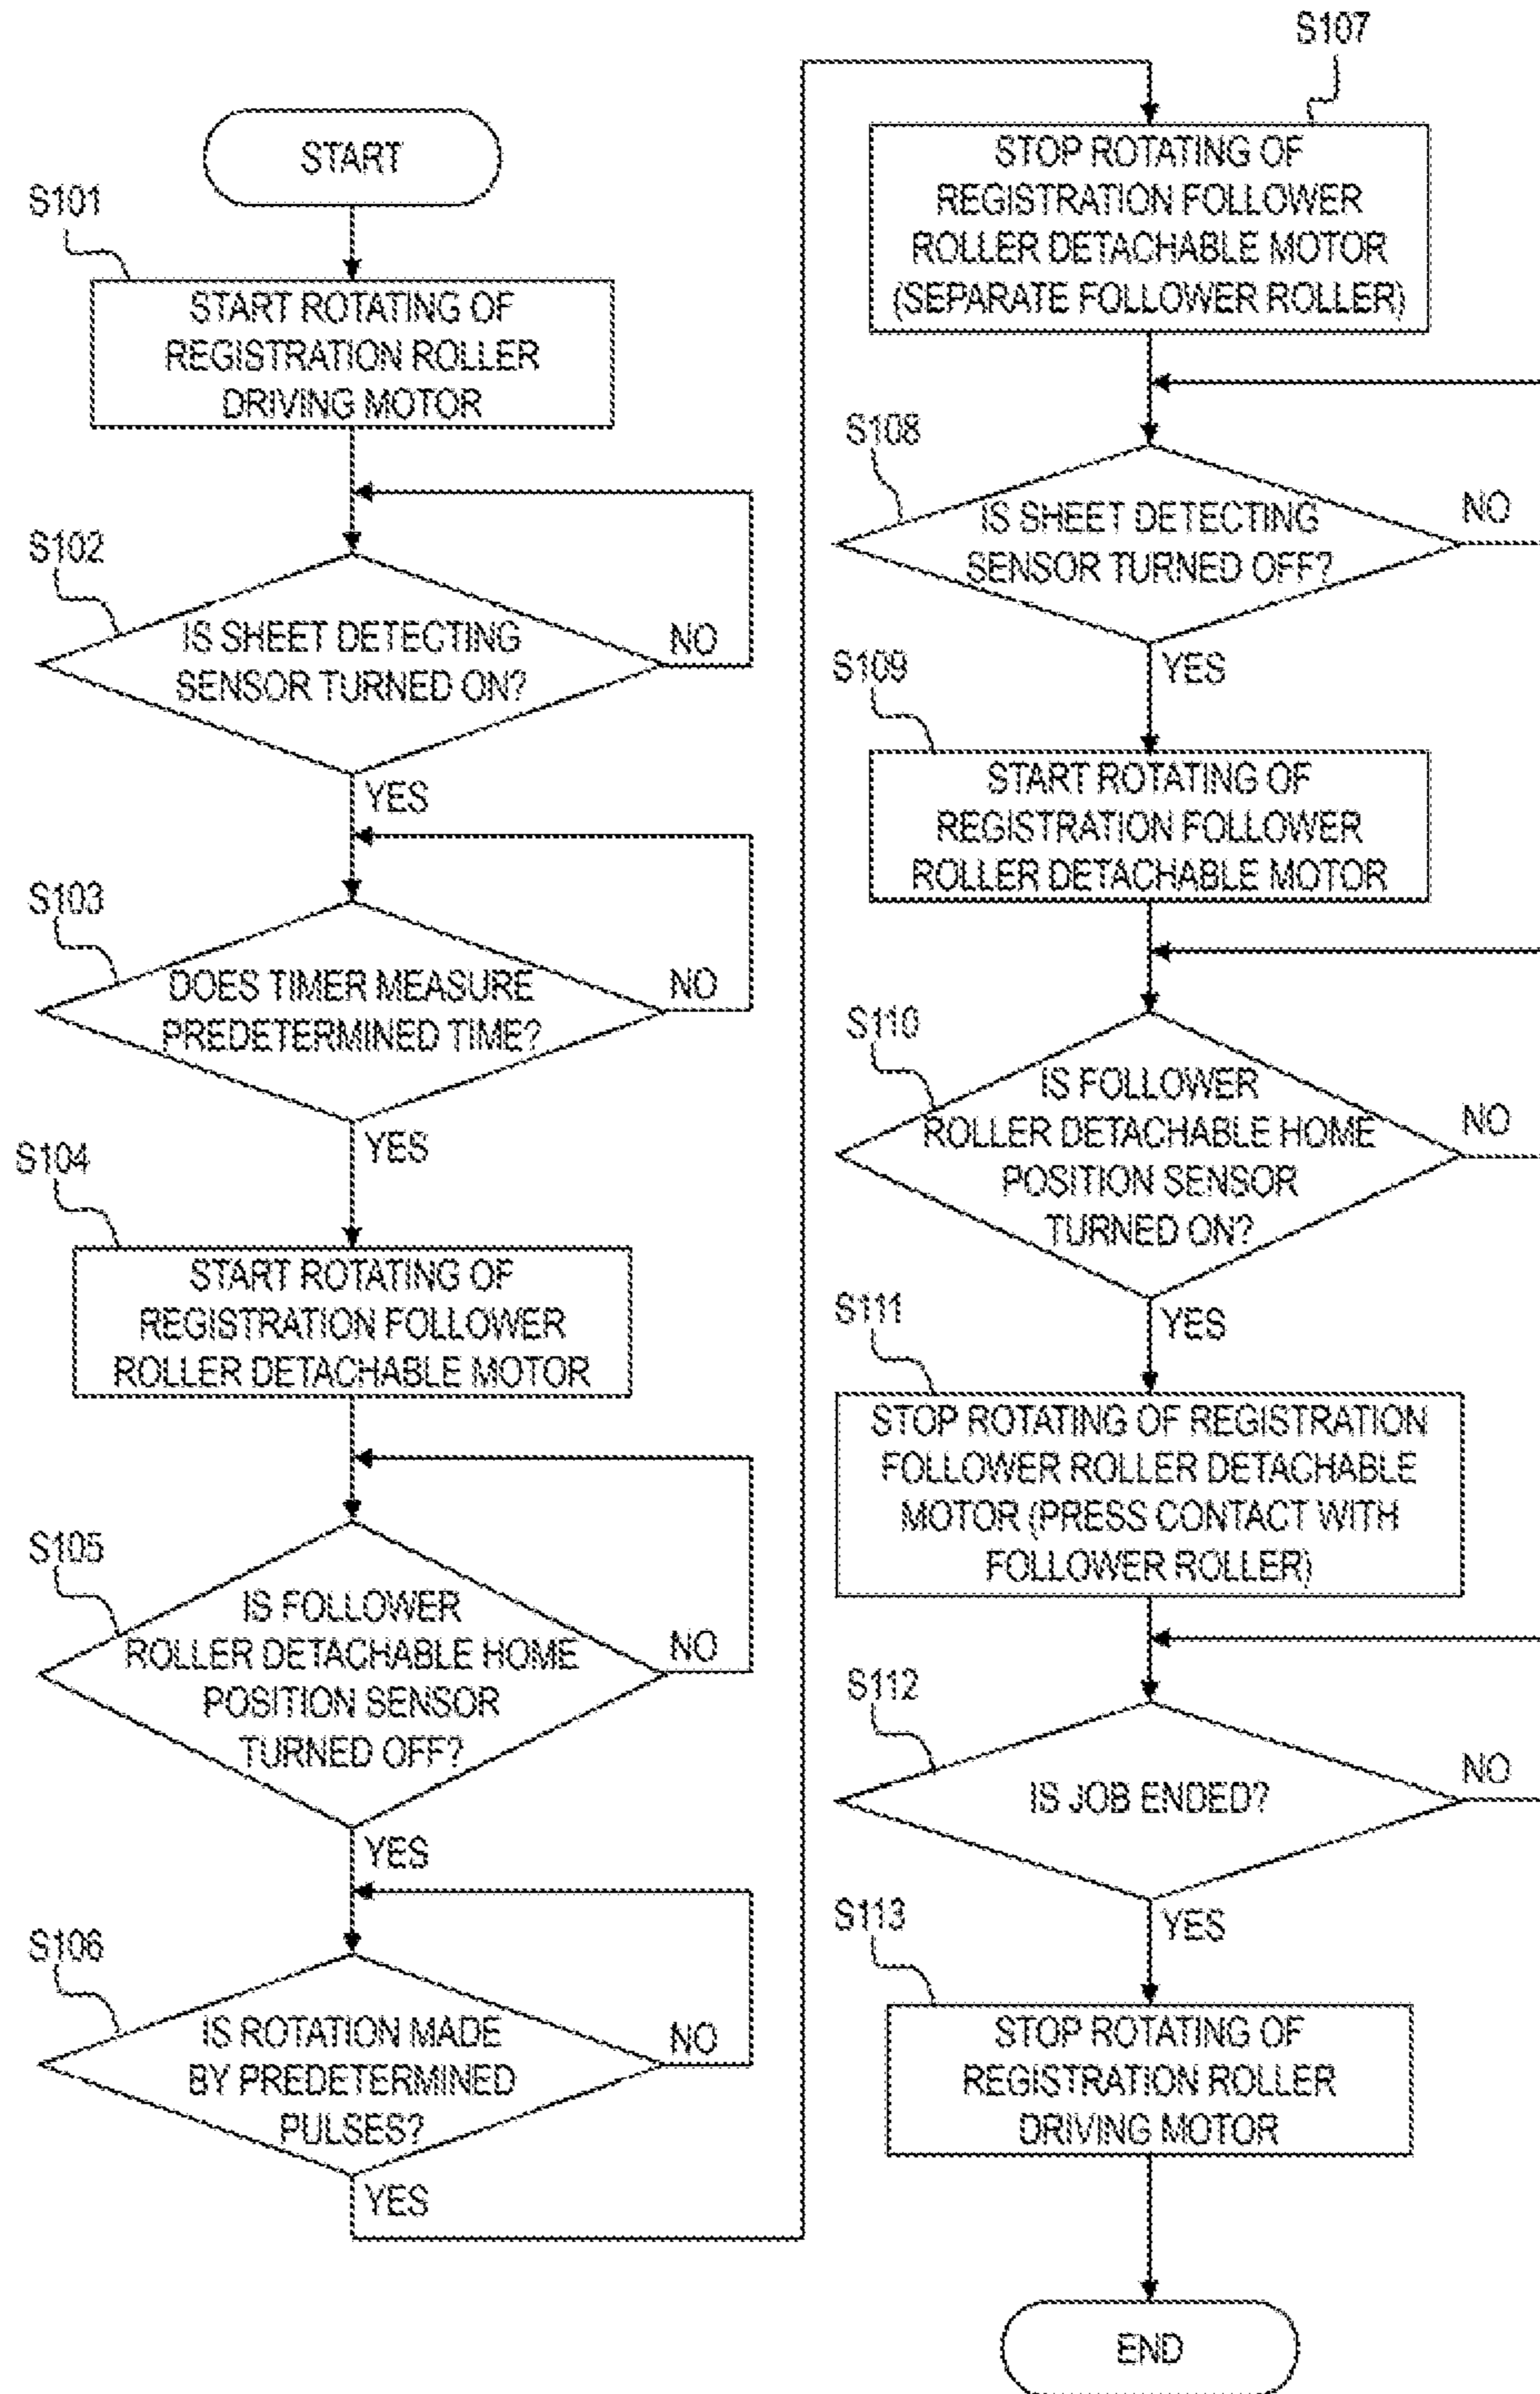 START
S101
START ROTATING OF
REGISTRATION ROLLER
DRIVING MOTOR
S102
IS SHEET DETECTING
SENSOR TURNED ON?
NO
YES
S103
DOES TIMER MEASURE
PREDETERMINED TIME?
NO
YES
S104
START ROTATING OF
REGISTRATION FOLLOWER
ROLLER DETACHABLE MOTOR
S105
IS FOLLOWER
ROLLER DETACHABLE HOME
POSITION SENSOR
TURNED OFF?
NO
YES
S106
IS ROTATION MADE
BY PREDETERMINED
PULSES?
NO
YES
S107
STOP ROTATING OF
REGISTRATION FOLLOWER
ROLLER DETACHABLE MOTOR
(SEPARATE FOLLOWER ROLLER)
S108
IS SHEET DETECTING
SENSOR TURNED OFF?
NO
YES
S109
START ROTATING OF
REGISTRATION FOLLOWER
ROLLER DETACHABLE MOTOR
S110
IS FOLLOWER
ROLLER DETACHABLE HOME
POSITION SENSOR
TURNED ON?
NO
YES
S111
STOP ROTATING OF REGISTRATION
FOLLOWER ROLLER DETACHABLE
MOTOR (PRESS CONTACT WITH
FOLLOWER ROLLER)
S112
IS JOB ENDED?
NO
YES
S113
STOP ROTATING OF
REGISTRATION ROLLER
DRIVING MOTOR
END